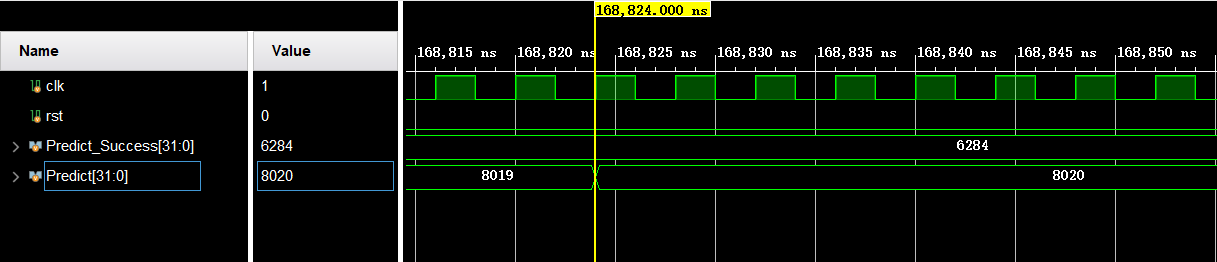 168,824.000 ns
Name Value
168,815 ns 168,820 ns 168,825 ns 168,830 ns 168,835 ns 168,840 ns 168,845 ns 168,850 ns
clk 1
rst 0
Predict_Success[31:0] 6284 6284
Predict[31:0] 8020 8019 8020